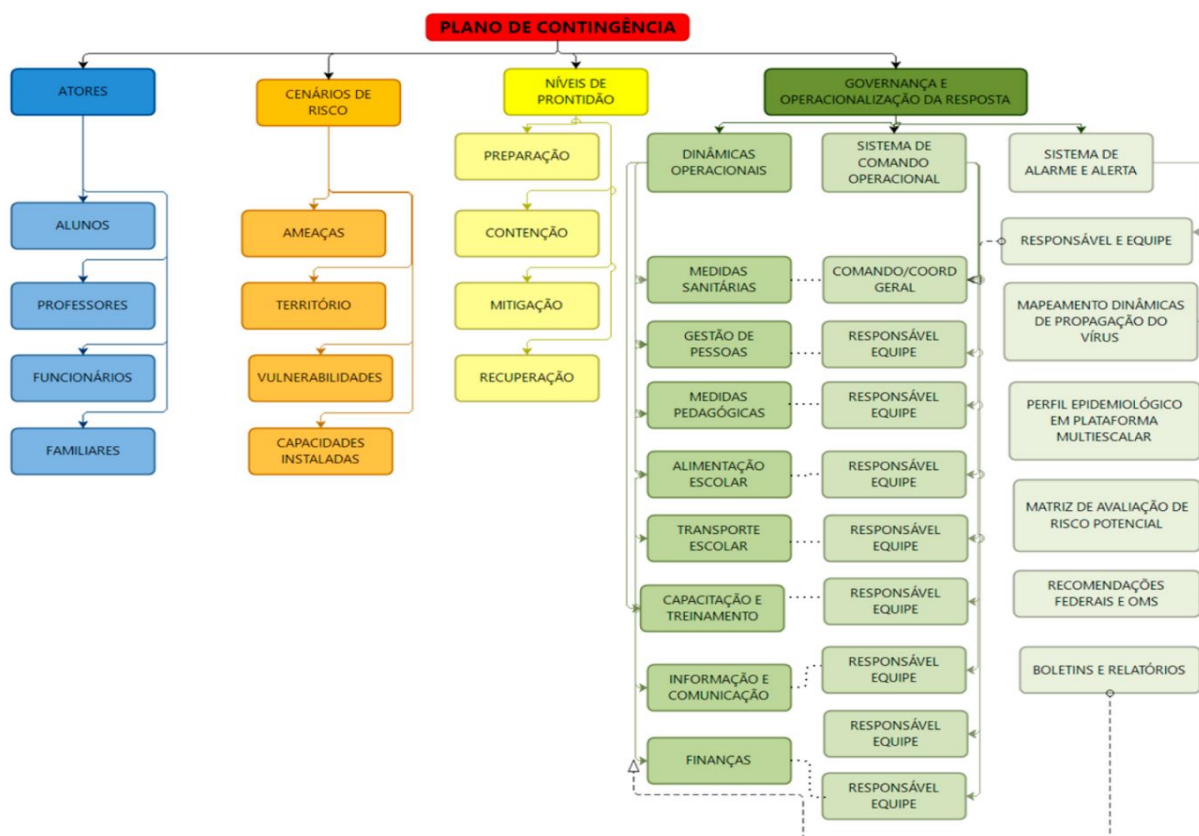 PLANO DE CONTINGÊNCIA
ATORES
ALUNOS
PROFESSORES
FUNCIONÁRIOS
FAMILIARES
CENÁRIOS DE
RISCO
AMEAÇAS
TERRITÓRIO
VULNERABILIDADES
CAPACIDADES
INSTALADAS
NÍVEIS DE
PRONTIDÃO
PREPARAÇÃO
CONTENÇÃO
MITIGAÇÃO
RECUPERAÇÃO
GOVERNANÇA E
OPERACIONALIZAÇÃO DA RESPOSTA
DINÂMICAS
OPERACIONAIS
MEDIDAS
SANITÁRIAS
GESTÃO DE
PESSOAS
MEDIDAS
PEDAGÓGICAS
ALIMENTAÇÃO
ESCOLAR
TRANSPORTE
ESCOLAR
CAPACITAÇÃO E
TREINAMENTO
INFORMAÇÃO E
COMUNICAÇÃO
FINANÇAS
SISTEMA DE
COMANDO
OPERACIONAL
COMANDO/COORD
GERAL
RESPONSÁVEL
EQUIPE
RESPONSÁVEL
EQUIPE
RESPONSÁVEL
EQUIPE
RESPONSÁVEL
EQUIPE
RESPONSÁVEL
EQUIPE
RESPONSÁVEL
EQUIPE
RESPONSÁVEL
EQUIPE
RESPONSÁVEL
EQUIPE
SISTEMA DE
ALARME E ALERTA
RESPONSÁVEL E EQUIPE
MAPEAMENTO DINÂMICAS
DE PROPAGAÇÃO DO
VÍRUS
PERFIL EPIDEMIOLÓGICO
EM PLATAFORMA
MULTIESCALAR
MATRIZ DE AVALIAÇÃO DE
RISCO POTENCIAL
RECOMENDAÇÕES
FEDERAIS E OMS
BOLETINS E RELATÓRIOS